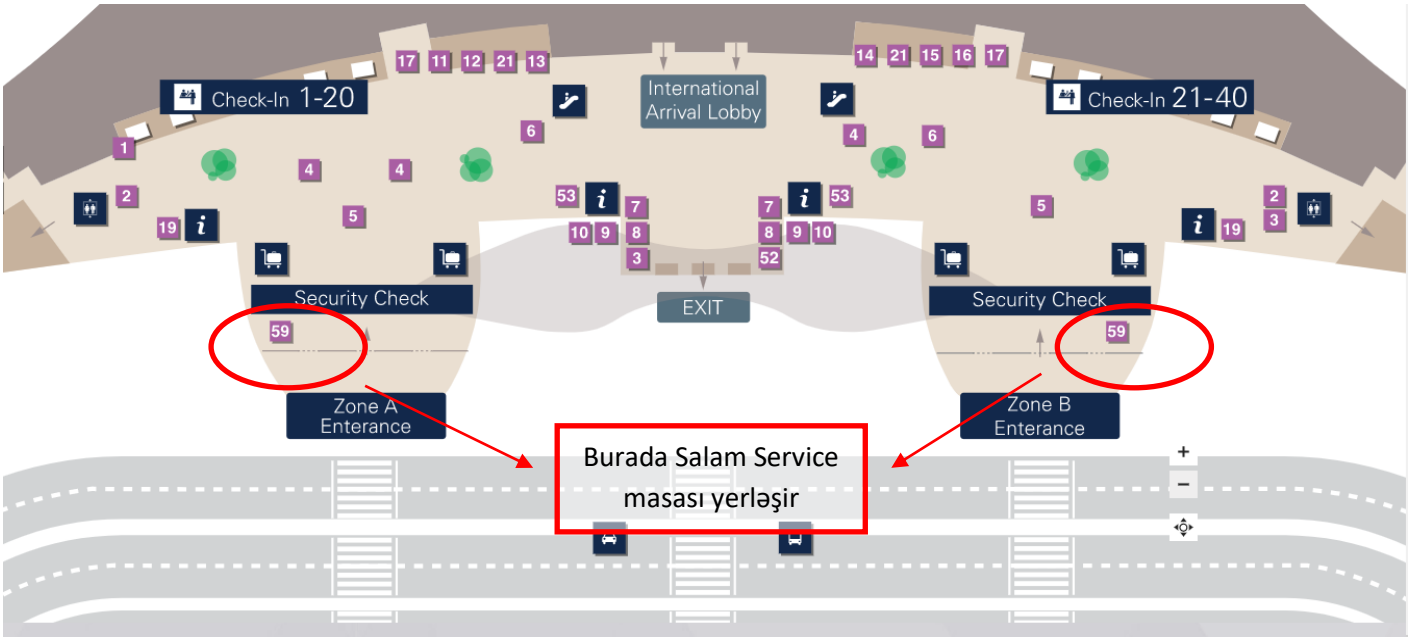 17 11 12 21 13
14 21 15 16 17
Check-In 1-20
International
Arrival Lobby
Check-In 21-40
1
6
4
6
4
4
2
53
i
7
7
i
53
2
5
5
19
i
i
19
3
10
9
8
8
9
10
3
52
Security Check
EXIT
Security Check
59
59
Zone A
Enterance
Zone B
Enterance
Burada Salam Service
masası yerləşir
+
−